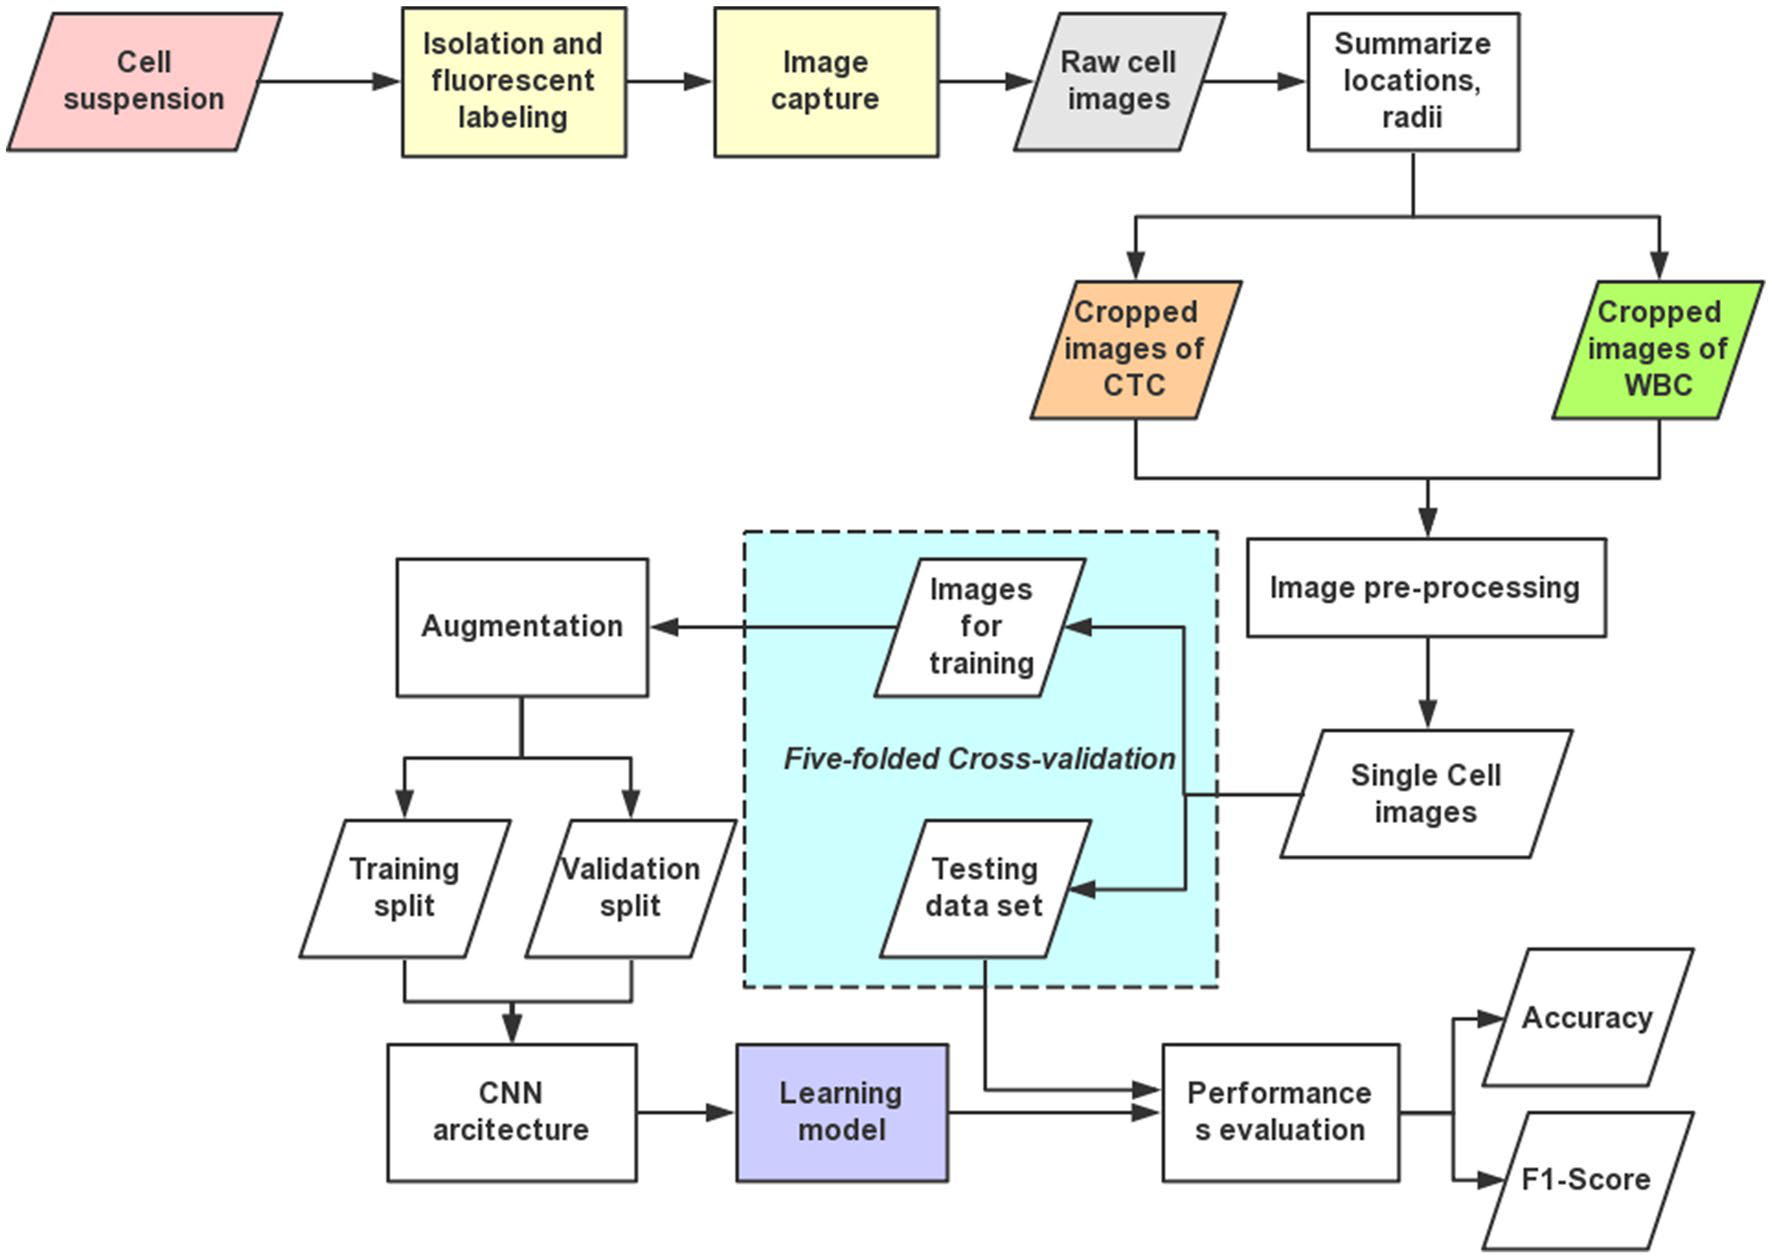 Cell
suspension
Isolation and
fluorescent
labeling
Image
capture
Raw cell
images
Summarize
locations,
radii
Cropped
images of
CTC
Cropped
images of
WBC
Image pre-processing
Single Cell
images
Five-folded Cross-validation
Images
for
training
Testing
data set
Augmentation
Training
split
Validation
split
CNN
arcitecture
Learning
model
Performance
s evaluation
Accuracy
F1-Score